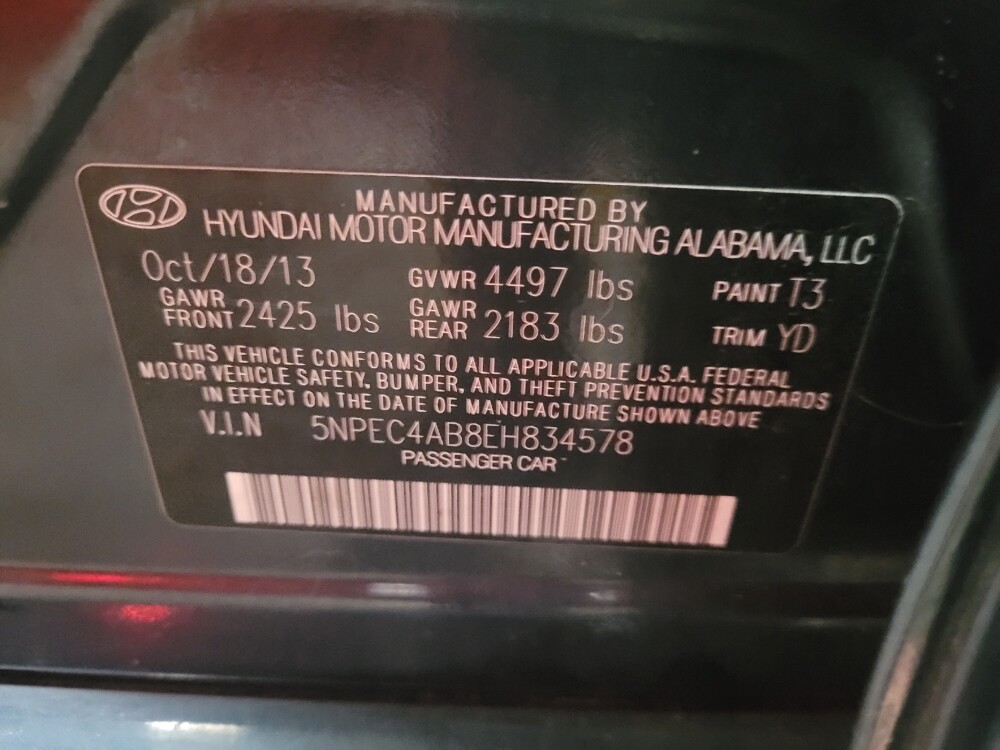 MANUFACTURED BY
HYUNDAI MOTOR MANUFACTURING ALABAMA, LLC
Oct/18/13 GVWR 4497 lbs PAINT T3
GAWR FRONT 2425 lbs GAWR REAR 2183 lbs TRIM YD
THIS VEHICLE CONFORMS TO ALL APPLICABLE U.S.A. FEDERAL
MOTOR VEHICLE SAFETY, BUMPER, AND THEFT PREVENTION STANDARDS
IN EFFECT ON THE DATE OF MANUFACTURE SHOWN ABOVE
V.I.N 5NPEC4AB8EH834578
PASSENGER CAR